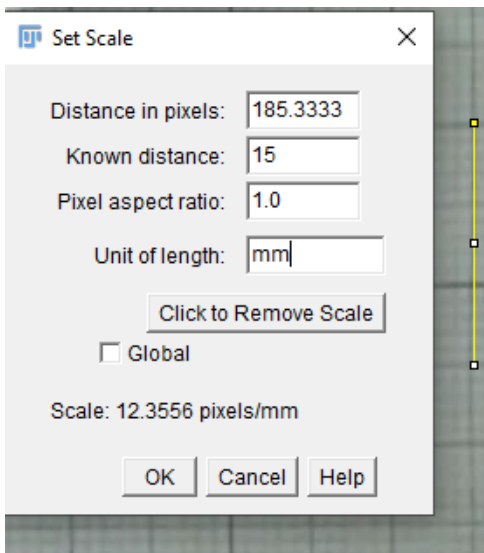 Set Scale
Distance in pixels: 185.3333
Known distance: 15
Pixel aspect ratio: 1.0
Unit of length: mm
Click to Remove Scale
Global
Scale: 12.3556 pixels/mm
OK Cancel Help